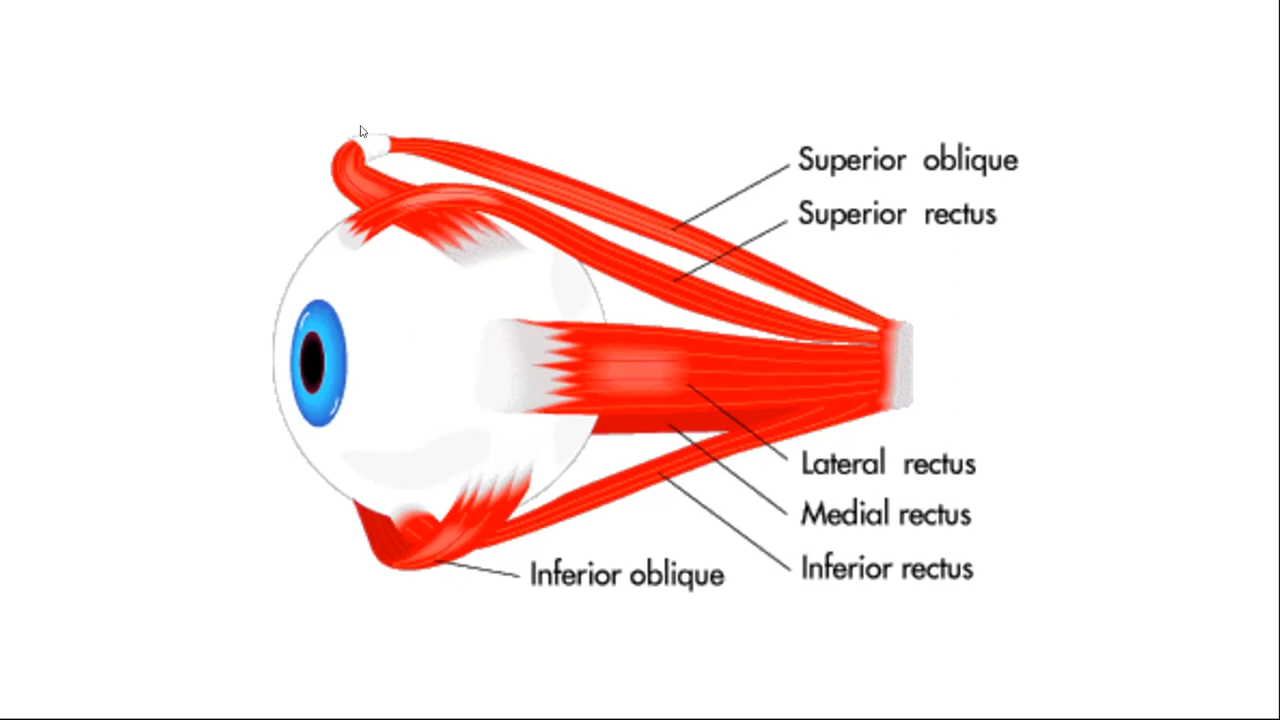 Superior oblique
Superior rectus
Lateral rectus
Medial rectus
Inferior rectus
Inferior oblique